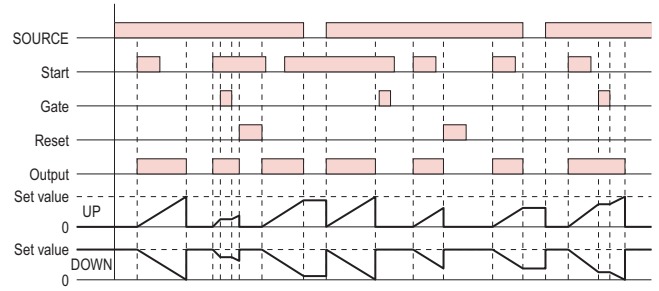 SOURCE
Start
Gate
Reset
Output
Set value
UP
0
Set value
DOWN
0